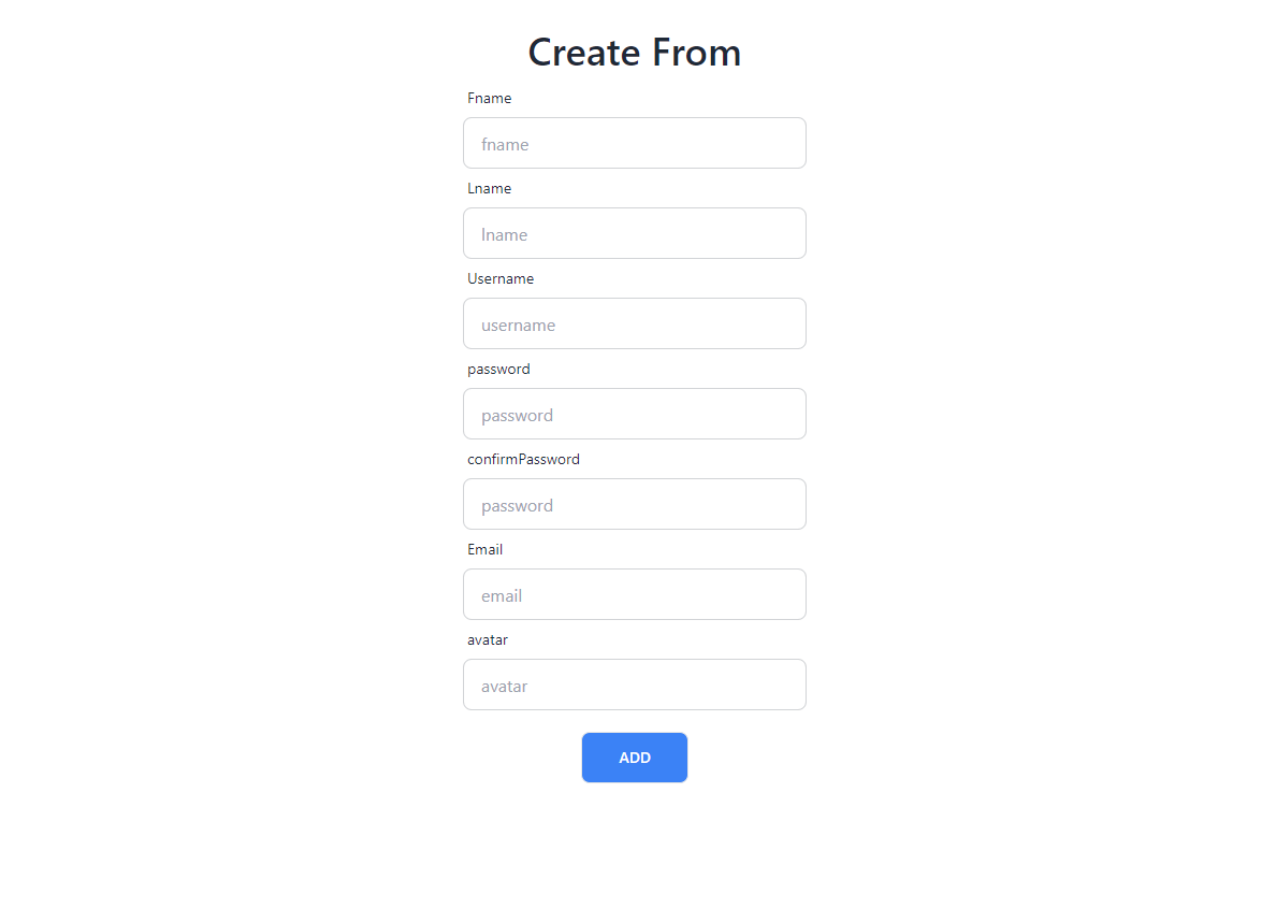 Create From
Fname
fname
Lname
lname
Username
username
password
password
confirmPassword
password
Email
email
avatar
avatar
ADD